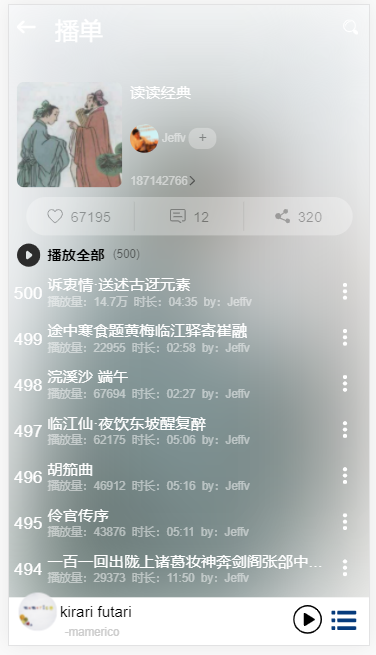 播单
读读经典
Jeffv +
187142766
67195 12 320
播放全部 (500)
500 诉衷情·送述古迓元素
播放量：14.7万 时长：04:35 by：Jeffv
499 途中寒食题黄梅临江驿寄崔融
播放量：22955 时长：02:58 by：Jeffv
498 浣溪沙 端午
播放量：67694 时长：02:27 by：Jeffv
497 临江仙·夜饮东坡醒复醉
播放量：62175 时长：05:06 by：Jeffv
496 胡笳曲
播放量：46912 时长：05:16 by：Jeffv
495 伶官传序
播放量：43876 时长：05:11 by：Jeffv
494 一百一回出陇上诸葛妆神奔剑阁张郃中...
播放量：29373 时长：11:50 by：Jeffv
kirari futari
-mamerico